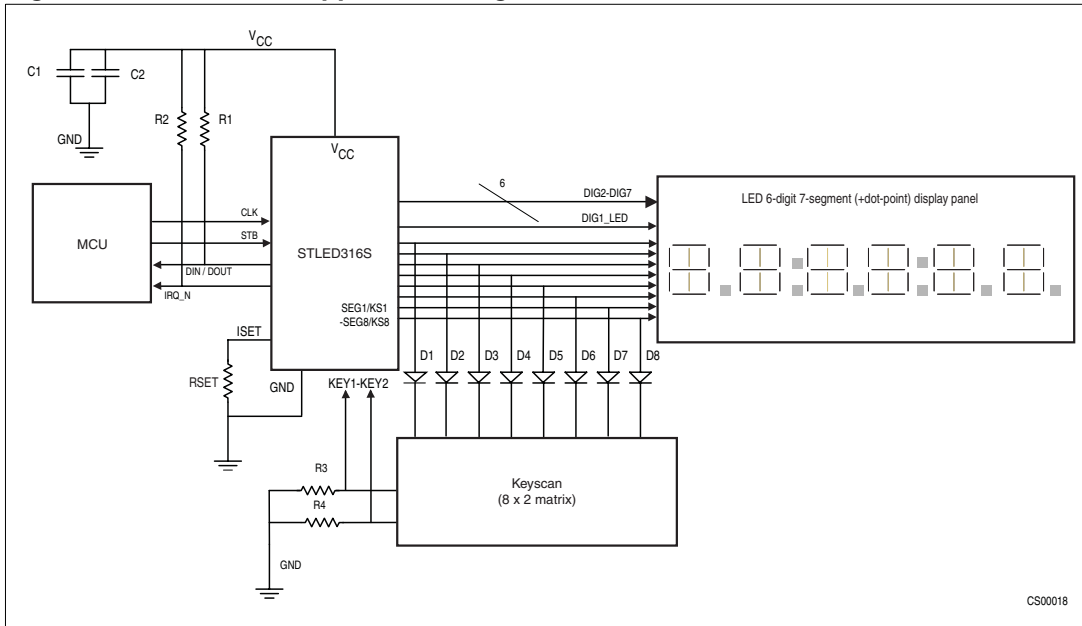 VCC
C1
C2
R2
R1
GND
VCC
6
DIG2-DIG7
LED 6-digit 7-segment (+dot-point) display panel
CLK
DIG1_LED
STB
MCU
STLED316S
DIN / DOUT
IRQ_N
SEG1/KS1
-SEG8/KS8
ISET
D1
D2
D3
D4
D5
D6
D7
D8
RSET
GND
KEY1-KEY2
R3
Keyscan
(8 x 2 matrix)
R4
GND
CS00018